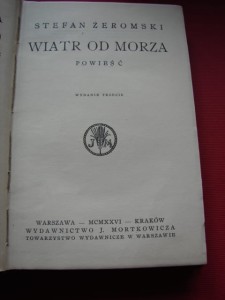 STEFAN ŻEROMSKI
WIATR OD MORZA
POWIEŚĆ
WYDANIE TRZECIE
J M
WARSZAWA — MCMXXVI — KRAKÓW
WYDAWNICTWO J. MORTKOWICZA
TOWARZYSTWO WYDAWNICZE W WARSZAWIE